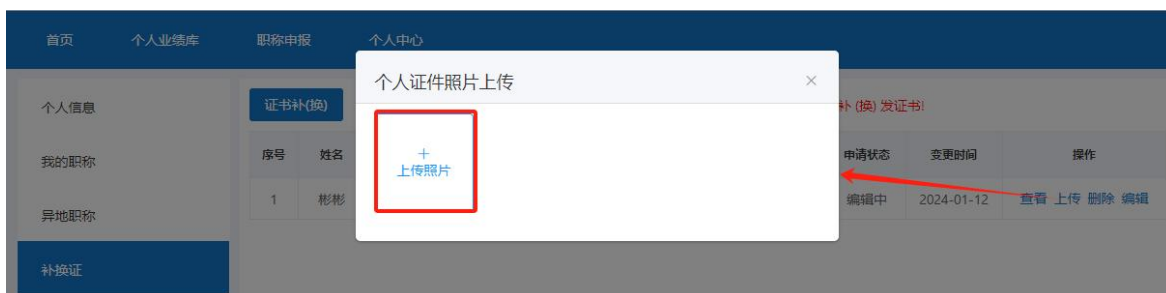 首页 个人业绩库 职称申报 个人中心
个人证件照片上传 ×
个人信息 证书补(换) 补 (换) 发证书!
序号 姓名 申请状态 变更时间 操作
+
上传照片
我的职称
1 彬彬 编辑中 2024-01-12 查看 上传 删除 编辑
异地职称
补换证